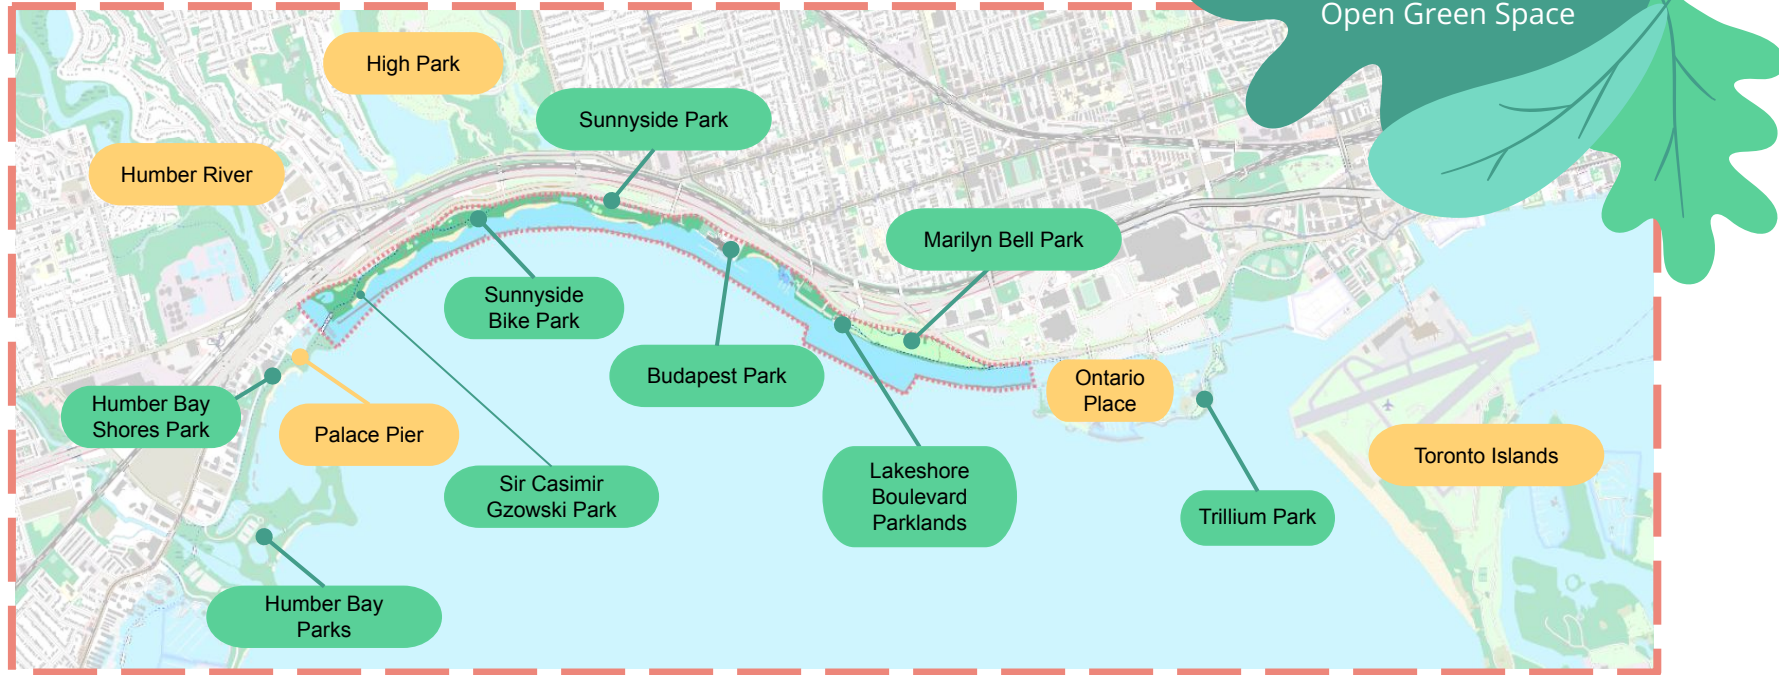 Open Green Space
High Park
Sunnyside Park
Humber River
Marilyn Bell Park
Sunnyside
Bike Park
Budapest Park
Ontario
Place
Humber Bay
Shores Park
Palace Pier
Toronto Islands
Sir Casimir
Gzowski Park
Lakeshore
Boulevard
Parklands
Trillium Park
Humber Bay
Parks